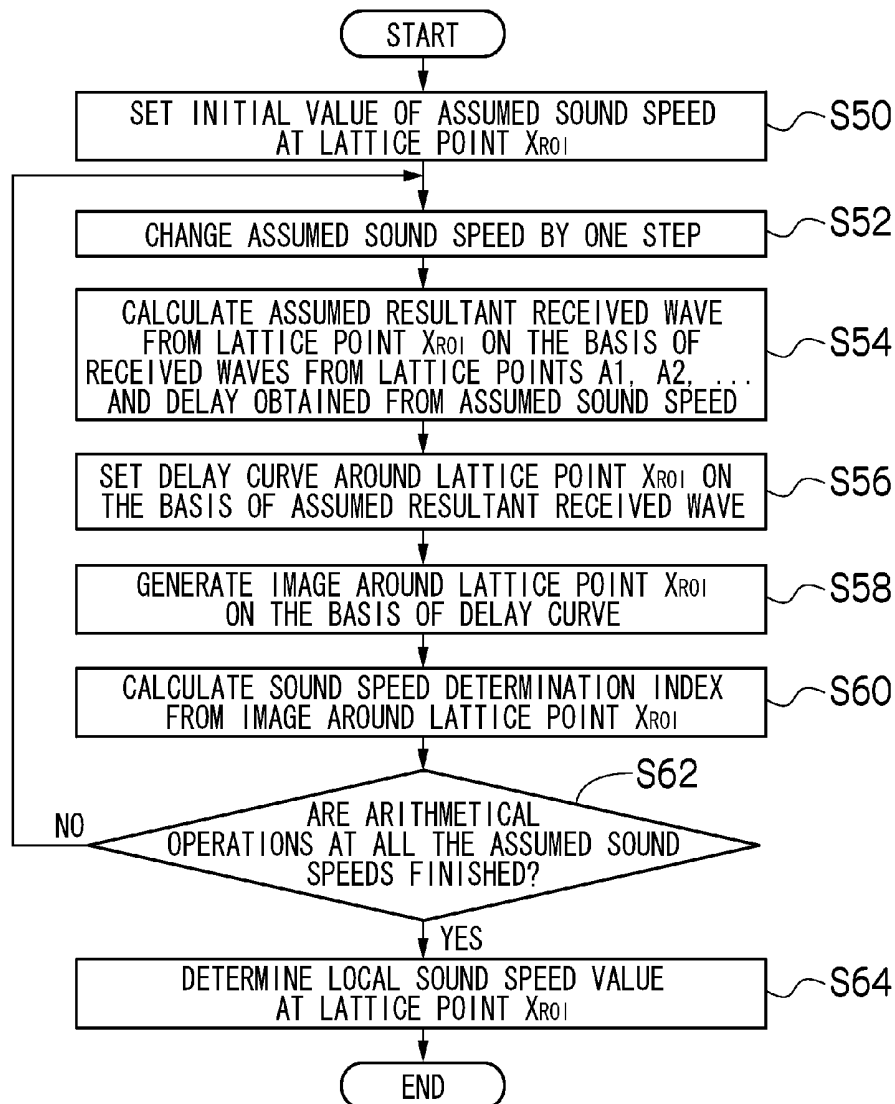 START
SET INITIAL VALUE OF ASSUMED SOUND SPEED
AT LATTICE POINT XROI
S50
CHANGE ASSUMED SOUND SPEED BY ONE STEP
S52
CALCULATE ASSUMED RESULTANT RECEIVED WAVE
FROM LATTICE POINT XROI ON THE BASIS OF
RECEIVED WAVES FROM LATTICE POINTS A1, A2, ...
AND DELAY OBTAINED FROM ASSUMED SOUND SPEED
S54
SET DELAY CURVE AROUND LATTICE POINT XROI ON
THE BASIS OF ASSUMED RESULTANT RECEIVED WAVE
S56
GENERATE IMAGE AROUND LATTICE POINT XROI
ON THE BASIS OF DELAY CURVE
S58
CALCULATE SOUND SPEED DETERMINATION INDEX
FROM IMAGE AROUND LATTICE POINT XROI
S60
S62
ARE ARITHMETICAL
OPERATIONS AT ALL THE ASSUMED SOUND
SPEEDS FINISHED?
NO
YES
DETERMINE LOCAL SOUND SPEED VALUE
AT LATTICE POINT XROI
S64
END